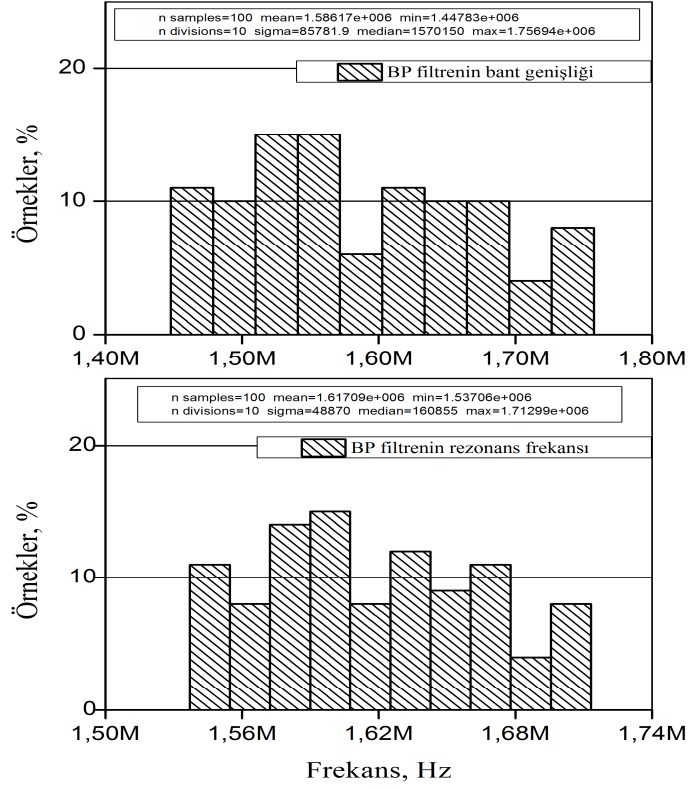 n samples=100 mean=1.58617e+006 min=1.44783e+006
n divisions=10 sigma=85781.9 median=1570150 max=1.75694e+006
20
BP filtrenin bant genişliği
Örnekler, %
10
0
1,40M 1,50M 1,60M 1,70M 1,80M
n samples=100 mean=1.61709e+006 min=1.53706e+006
n divisions=10 sigma=48870 median=160855 max=1.71299e+006
20
BP filtrenin rezonans frekansı
Örnekler, %
10
0
1,50M 1,56M 1,62M 1,68M 1,74M
Frekans, Hz